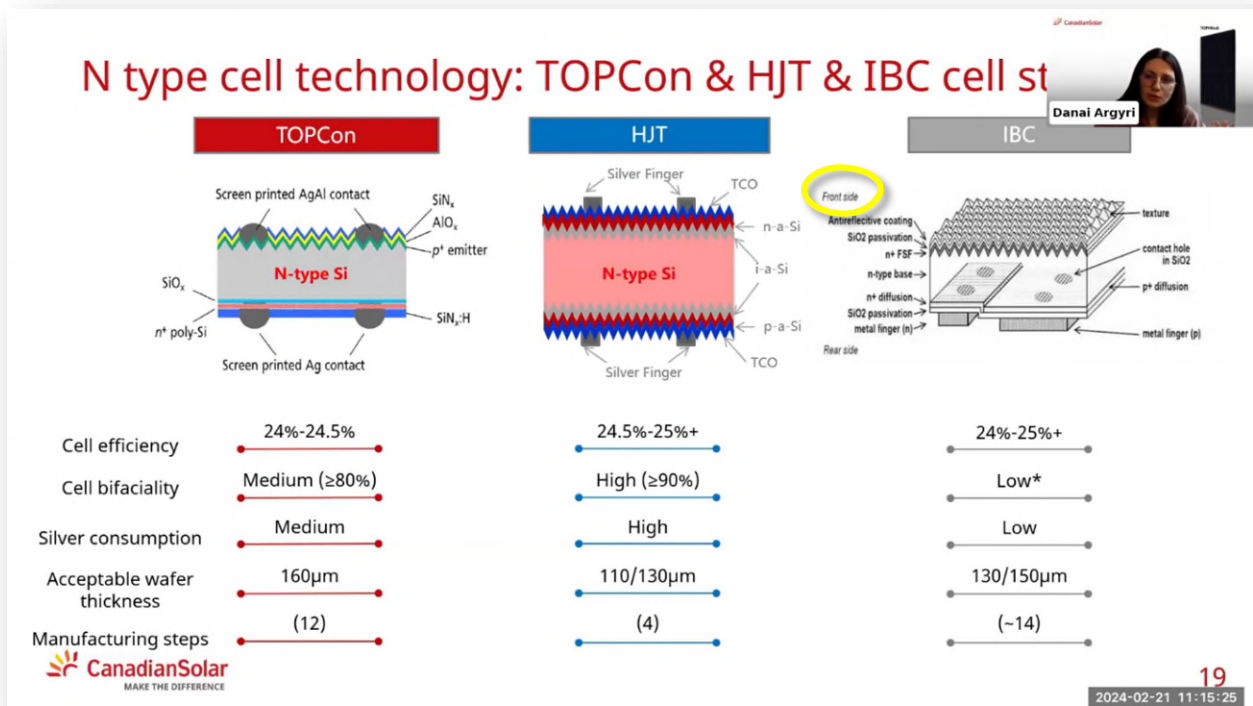 CanadianSolar
N type cell technology: TOPCon & HJT & IBC cell st
Danai Argyri
TOPCon
HJT
IBC
Screen printed AgAl contact
SiNx
AlOx
p+ emitter
N-type Si
SiOx
n+ poly-Si
SiNx:H
Screen printed Ag contact
Silver Finger
TCO
n-a-Si
i-a-Si
N-type Si
p-a-Si
TCO
Silver Finger
Front side
Antireflective coating
SiO2 passivation
n+ FSF
n-type base
n+ diffusion
SiO2 passivation
metal finger (n)
Rear side
texture
contact hole
in SiO2
p+ diffusion
metal finger (p)
Cell efficiency 24%-24.5% 24.5%-25%+ 24%-25%+
Cell bifaciality Medium (≥80%) High (≥90%) Low*
Silver consumption Medium High Low
Acceptable wafer
thickness 160μm 110/130μm 130/150μm
Manufacturing steps (12) (4) (~14)
CanadianSolar
MAKE THE DIFFERENCE
19
2024-02-21 11:15:25